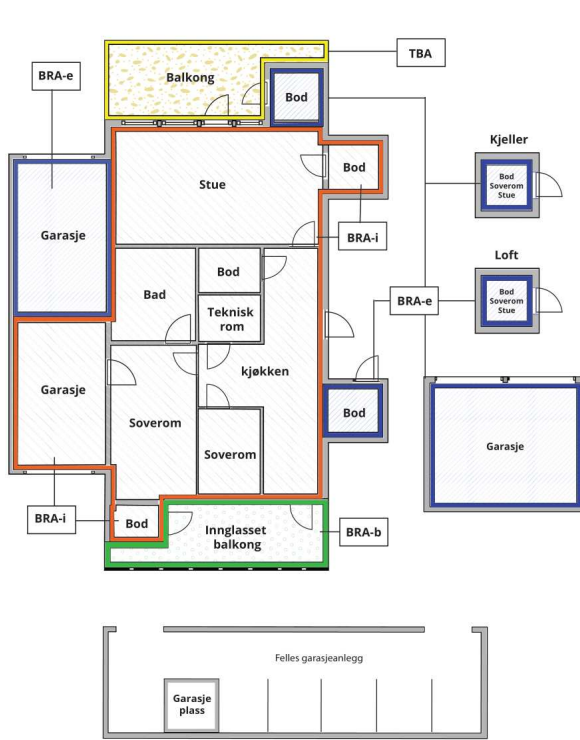 TBA
BRA-e
Balkong
Bod
Kjeller
Stue
Bod
Bod
Soverom
Stue
Garasje
BRA-i
Loft
Bod
Bad
Teknisk
rom
BRA-e
Bod
Soverom
Stue
kjøkken
Garasje
Bod
Soverom
Soverom
Garasje
BRA-i
Bod
Innglasset
balkong
BRA-b
Felles garasjeanlegg
Garasje
plass